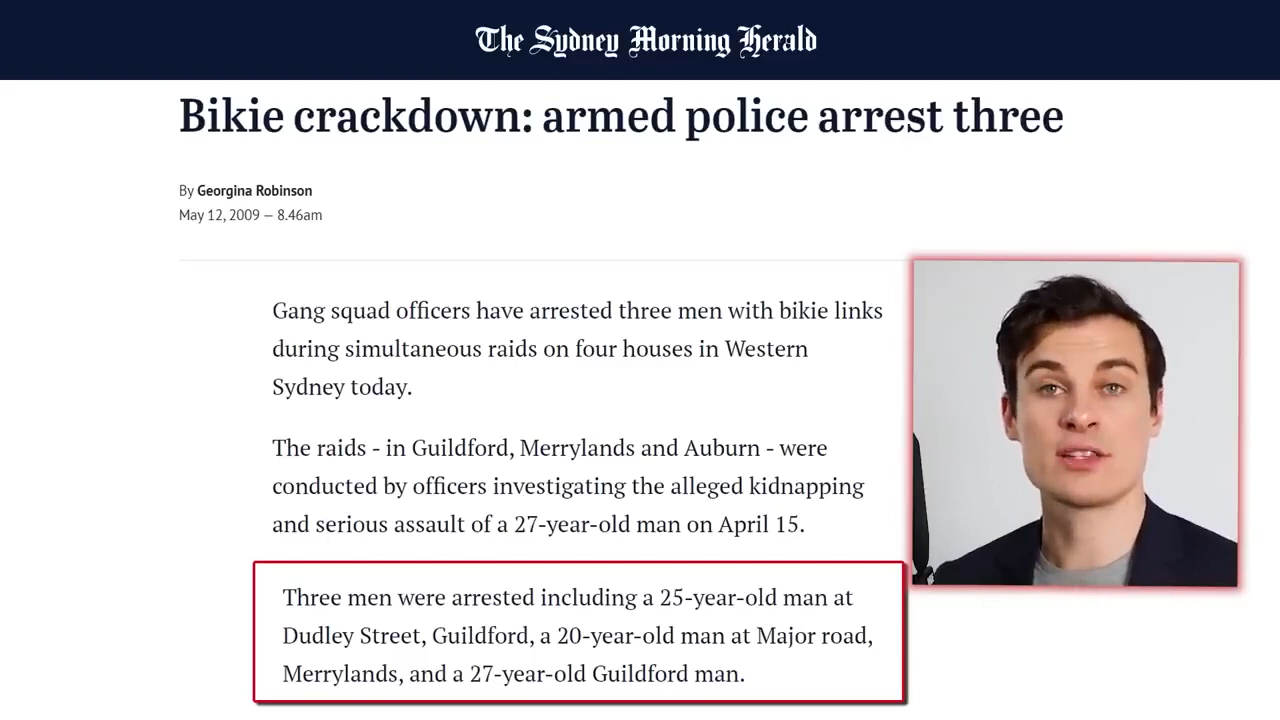 The Sydney Morning Herald
Bikie crackdown: armed police arrest three
By Georgina Robinson
May 12, 2009 — 8.46am
Gang squad officers have arrested three men with bikie links
during simultaneous raids on four houses in Western
Sydney today.
The raids - in Guildford, Merrylands and Auburn - were
conducted by officers investigating the alleged kidnapping
and serious assault of a 27-year-old man on April 15.
Three men were arrested including a 25-year-old man at
Dudley Street, Guildford, a 20-year-old man at Major road,
Merrylands, and a 27-year-old Guildford man.